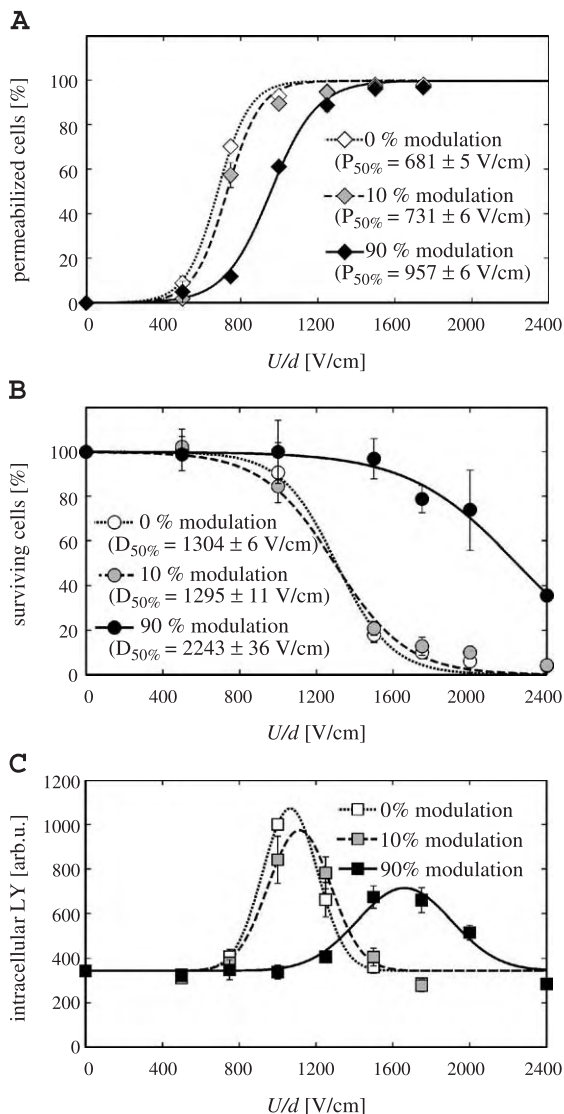 A
100
80
60
40
20
0
permeabilized cells [%]
0 % modulation
(P50% = 681 ± 5 V/cm)
10 % modulation
(P50% = 731 ± 6 V/cm)
90 % modulation
(P50% = 957 ± 6 V/cm)
0 400 800 1200 1600 2000 2400
U/d [V/cm]
B
120
100
80
60
40
20
0
surviving cells [%]
0 % modulation
(D50% = 1304 ± 6 V/cm)
10 % modulation
(D50% = 1295 ± 11 V/cm)
90 % modulation
(D50% = 2243 ± 36 V/cm)
0 400 800 1200 1600 2000 2400
U/d [V/cm]
C
1200
1000
800
600
400
200
0
intracellular LY [arb.u.]
0% modulation
10% modulation
90% modulation
0 400 800 1200 1600 2000 2400
U/d [V/cm]